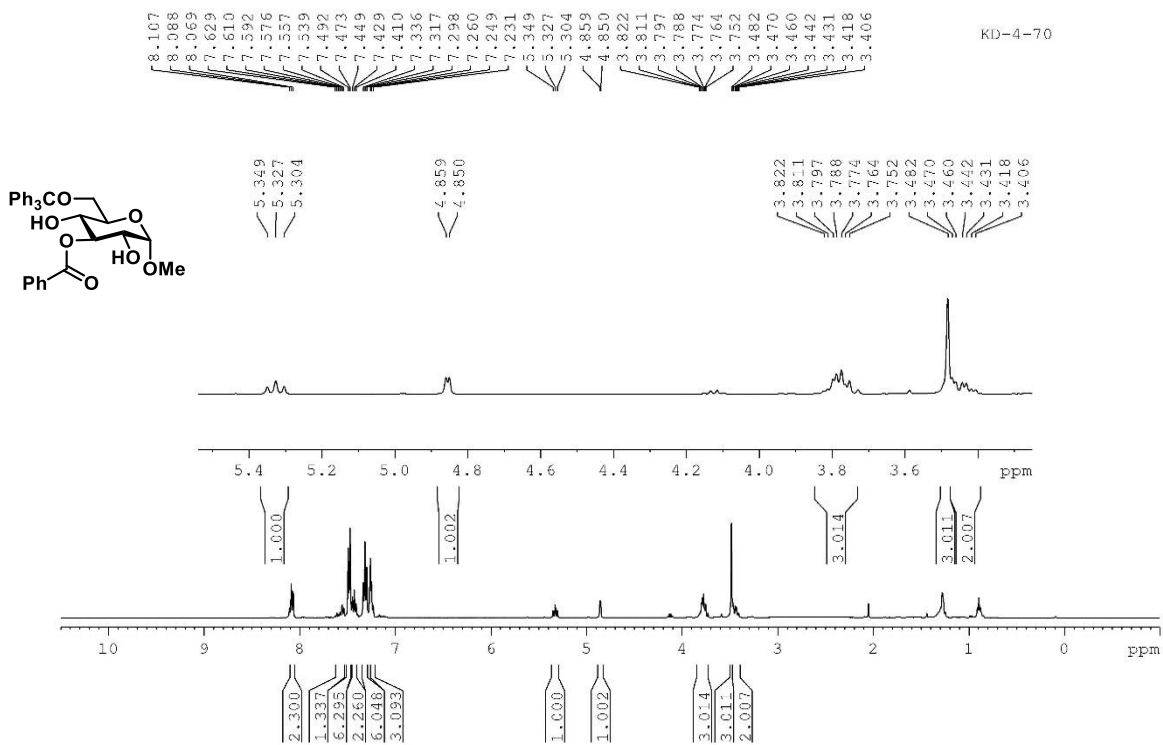 8.107 8.088 8.069 7.629 7.610 7.592 7.576 7.557 7.539 7.492 7.473 7.449 7.429 7.410 7.336 7.317 7.298 7.260 7.249 7.231 5.349 5.327 5.304 4.859 4.850 3.822 3.811 3.797 3.788 3.774 3.764 3.752 3.482 3.470 3.460 3.442 3.431 3.418 3.406
KD-4-70
5.349 5.327 5.304 4.859 4.850 3.822 3.811 3.797 3.788 3.774 3.764 3.752 3.482 3.470 3.460 3.442 3.431 3.418 3.406
Ph₃CO
O
HO
O
HO
OMe
Ph
O
5.4 5.2 5.0 4.8 4.6 4.4 4.2 4.0 3.8 3.6 ppm
1.000 1.002 3.014 3.011 2.007
10 9 8 7 6 5 4 3 2 1 0 ppm
2.300 1.337 6.295 2.260 6.048 3.093 1.000 1.002 3.014 3.011 2.007